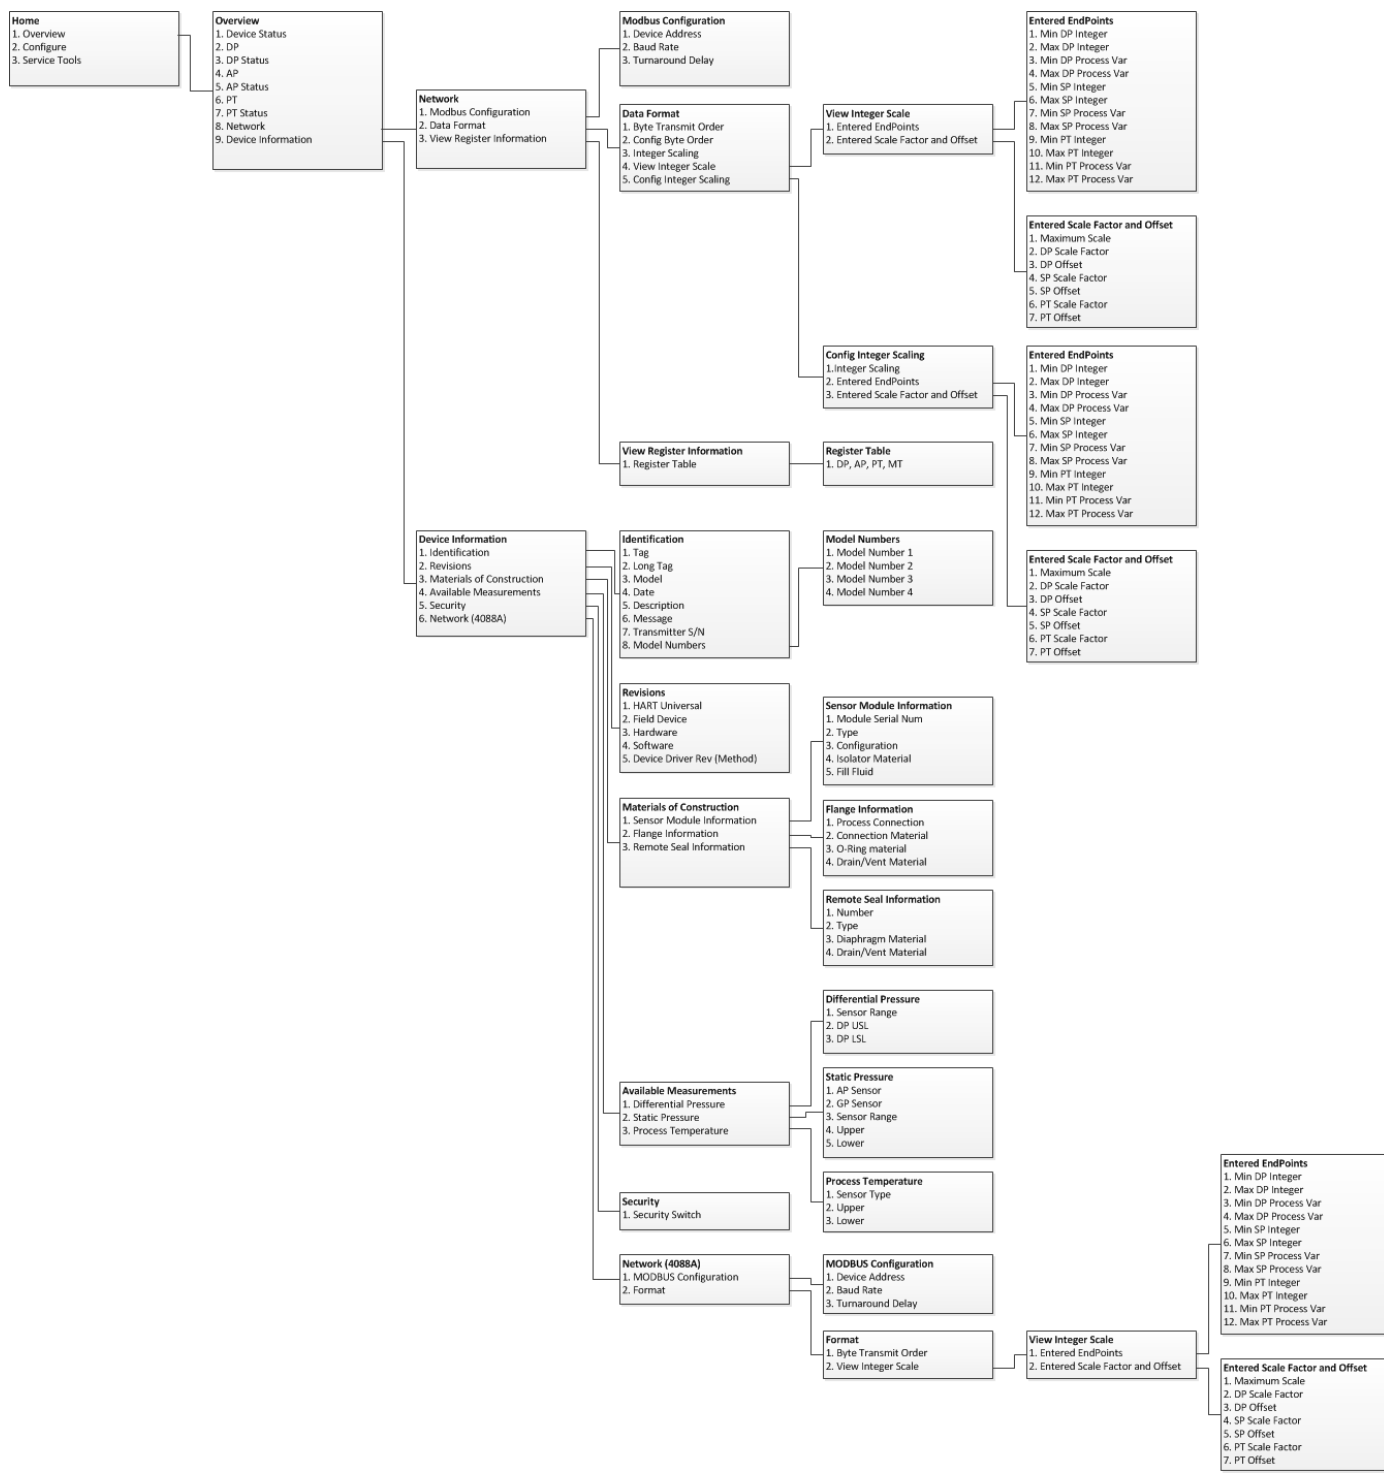 Home
1. Overview
2. Configure
3. Service Tools
Overview
1. Device Status
2. DP
3. DP Status
4. AP
5. AP Status
6. PT
7. PT Status
8. Network
9. Device Information
Network
1. Modbus Configuration
2. Data Format
3. View Register Information
Modbus Configuration
1. Device Address
2. Baud Rate
3. Turnaround Delay
Data Format
1. Byte Transmit Order
2. Config Byte Order
3. Integer Scaling
4. View Integer Scale
5. Config Integer Scaling
View Integer Scale
1. Entered EndPoints
2. Entered Scale Factor and Offset
Entered EndPoints
1. Min DP Integer
2. Max DP Integer
3. Min DP Process Var
4. Max DP Process Var
5. Min SP Integer
6. Max SP Integer
7. Min SP Process Var
8. Max SP Process Var
9. Min PT Integer
10. Max PT Integer
11. Min PT Process Var
12. Max PT Process Var
Entered Scale Factor and Offset
1. Maximum Scale
2. DP Scale Factor
3. DP Offset
4. SP Scale Factor
5. SP Offset
6. PT Scale Factor
7. PT Offset
Config Integer Scaling
1.Integer Scaling
2. Entered EndPoints
3. Entered Scale Factor and Offset
Entered EndPoints
1. Min DP Integer
2. Max DP Integer
3. Min DP Process Var
4. Max DP Process Var
5. Min SP Integer
6. Max SP Integer
7. Min SP Process Var
8. Max SP Process Var
9. Min PT Integer
10. Max PT Integer
11. Min PT Process Var
12. Max PT Process Var
Entered Scale Factor and Offset
1. Maximum Scale
2. DP Scale Factor
3. DP Offset
4. SP Scale Factor
5. SP Offset
6. PT Scale Factor
7. PT Offset
View Register Information
1. Register Table
Register Table
1. DP, AP, PT, MT
Device Information
1. Identification
2. Revisions
3. Materials of Construction
4. Available Measurements
5. Security
6. Network (4088A)
Identification
1. Tag
2. Long Tag
3. Model
4. Date
5. Description
6. Message
7. Transmitter S/N
8. Model Numbers
Model Numbers
1. Model Number 1
2. Model Number 2
3. Model Number 3
4. Model Number 4
Revisions
1. HART Universal
2. Field Device
3. Hardware
4. Software
5. Device Driver Rev (Method)
Materials of Construction
1. Sensor Module Information
2. Flange Information
3. Remote Seal Information
Sensor Module Information
1. Module Serial Num
2. Type
3. Configuration
4. Isolator Material
5. Fill Fluid
Flange Information
1. Process Connection
2. Connection Material
3. O-Ring material
4. Drain/Vent Material
Remote Seal Information
1. Number
2. Type
3. Diaphragm Material
4. Drain/Vent Material
Available Measurements
1. Differential Pressure
2. Static Pressure
3. Process Temperature
Differential Pressure
1. Sensor Range
2. DP USL
3. DP LSL
Static Pressure
1. AP Sensor
2. GP Sensor
3. Sensor Range
4. Upper
5. Lower
Process Temperature
1. Sensor Type
2. Upper
3. Lower
Security
1. Security Switch
Network (4088A)
1. MODBUS Configuration
2. Format
MODBUS Configuration
1. Device Address
2. Baud Rate
3. Turnaround Delay
Format
1. Byte Transmit Order
2. View Integer Scale
View Integer Scale
1. Entered EndPoints
2. Entered Scale Factor and Offset
Entered EndPoints
1. Min DP Integer
2. Max DP Integer
3. Min DP Process Var
4. Max DP Process Var
5. Min SP Integer
6. Max SP Integer
7. Min SP Process Var
8. Max SP Process Var
9. Min PT Integer
10. Max PT Integer
11. Min PT Process Var
12. Max PT Process Var
Entered Scale Factor and Offset
1. Maximum Scale
2. DP Scale Factor
3. DP Offset
4. SP Scale Factor
5. SP Offset
6. PT Scale Factor
7. PT Offset